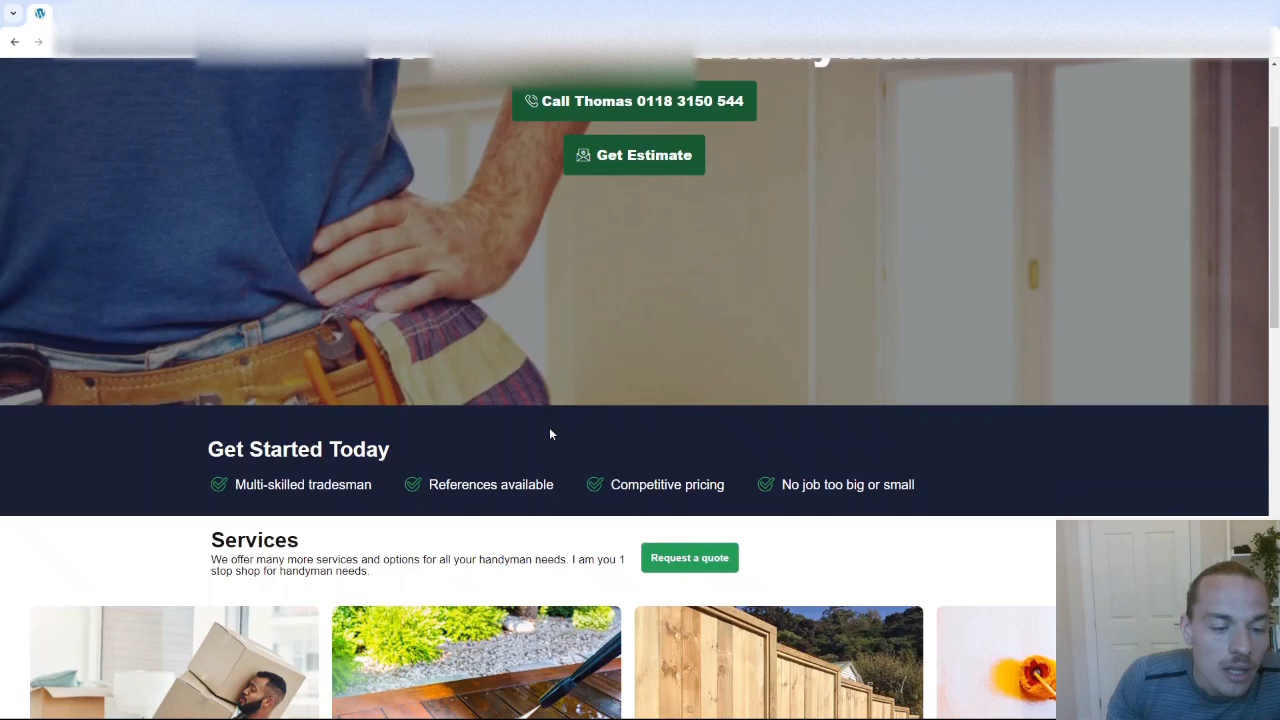 Call Thomas 0118 3150 544
Get Estimate
Get Started Today
Multi-skilled tradesman References available Competitive pricing No job too big or small
Services
We offer many more services and options for all your handyman needs. I am you 1
stop shop for handyman needs.
Request a quote